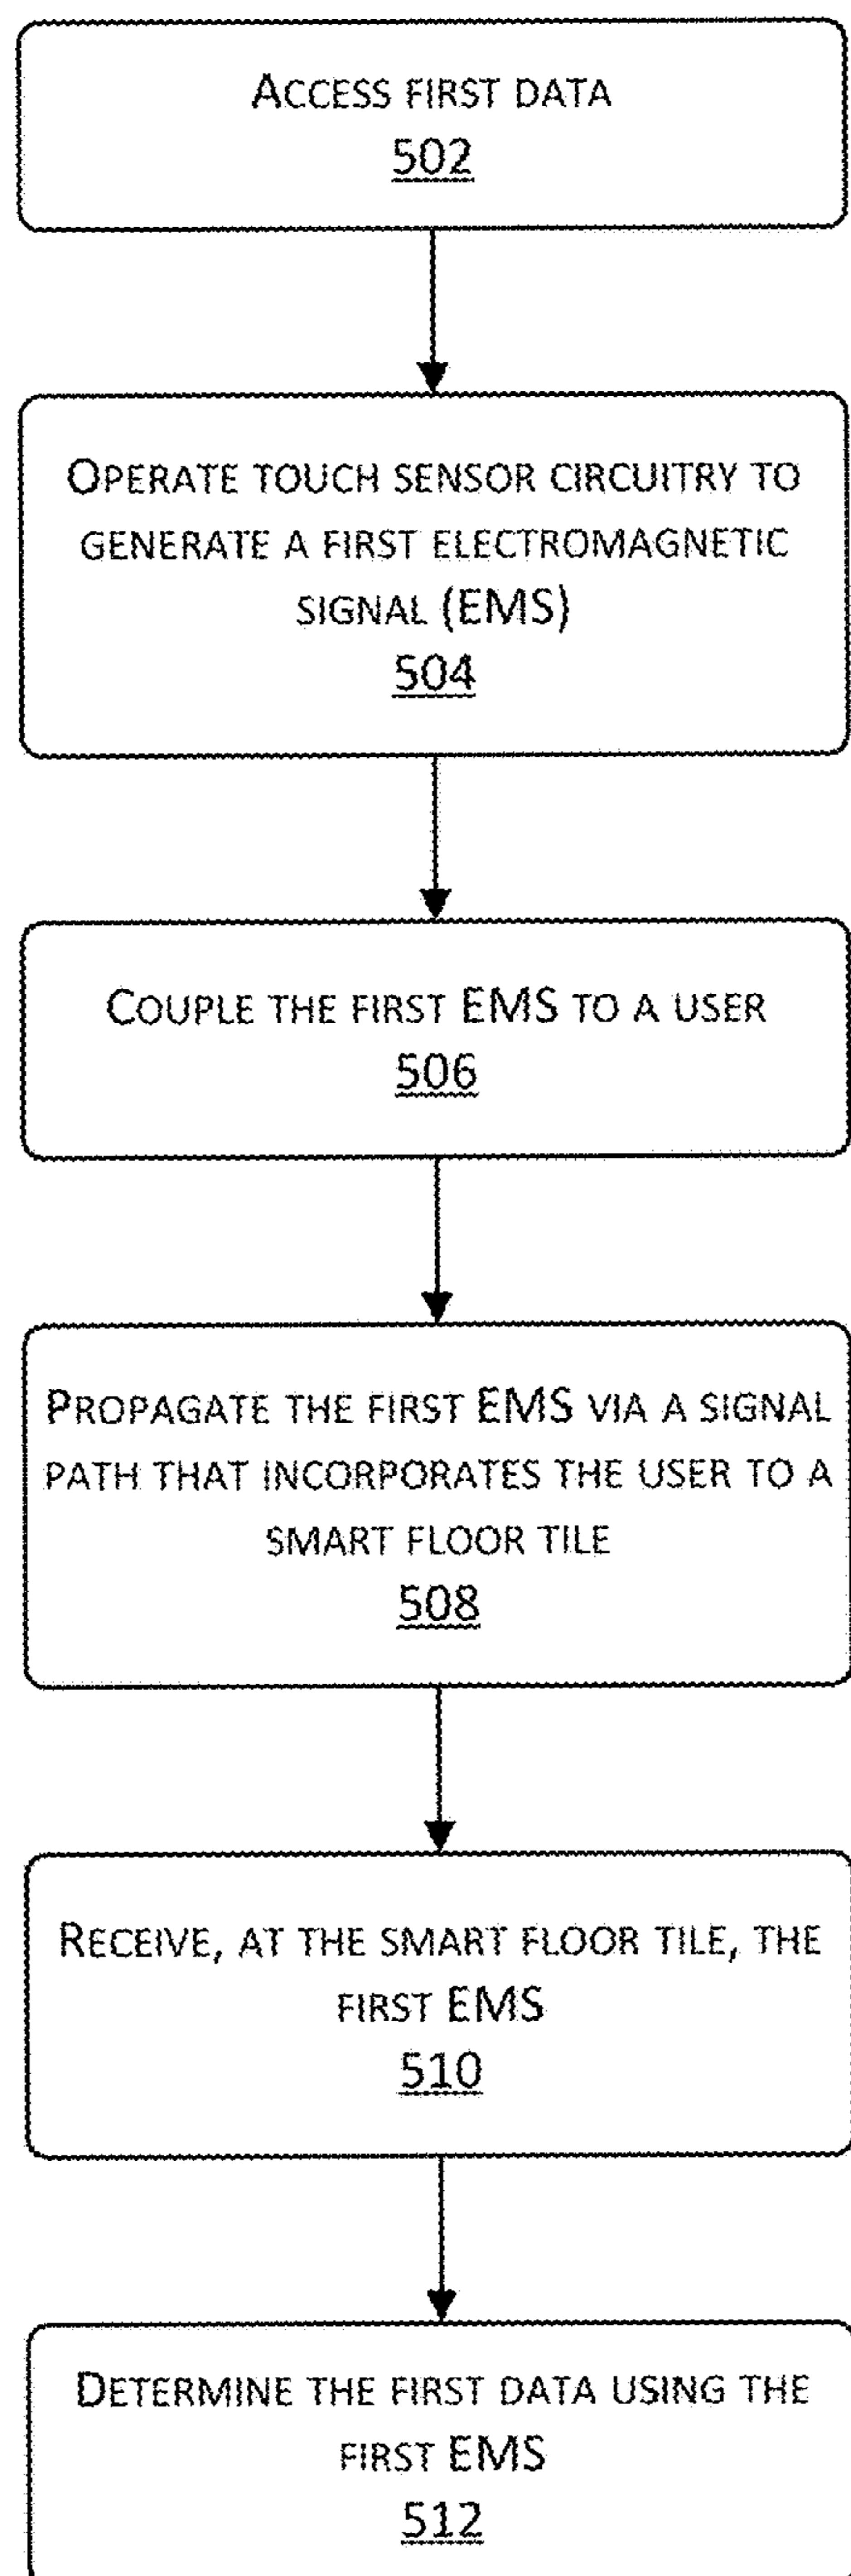 ACCESS FIRST DATA
502
OPERATE TOUCH SENSOR CIRCUITRY TO
GENERATE A FIRST ELECTROMAGNETIC
SIGNAL (EMS)
504
COUPLE THE FIRST EMS TO A USER
506
PROPAGATE THE FIRST EMS VIA A SIGNAL
PATH THAT INCORPORATES THE USER TO A
SMART FLOOR TILE
508
RECEIVE, AT THE SMART FLOOR TILE, THE
FIRST EMS
510
DETERMINE THE FIRST DATA USING THE
FIRST EMS
512